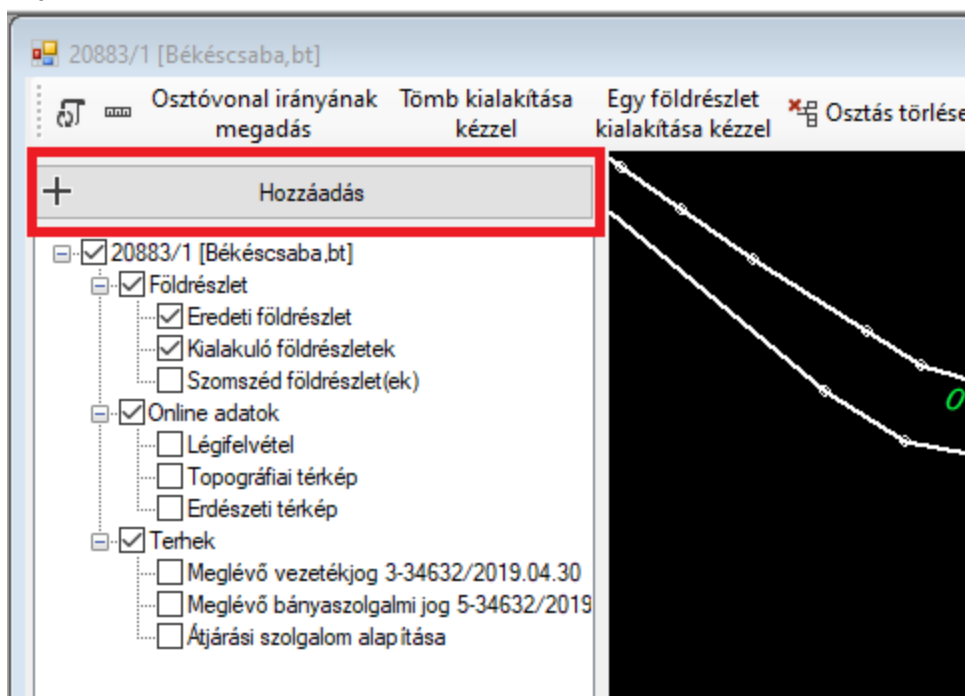 20883/1 [Békéscsaba,bt]
Osztóvonal irányának megadás
Tömb kialakítása kézzel
Egy földrészlet kialakítása kézzel
Osztás törlése
Hozzáadás
20883/1 [Békéscsaba,bt]
Földrészlet
Eredeti földrészlet
Kialakuló földrészletek
Szomszéd földrészlet(ek)
Online adatok
Légifelvétel
Topográfiai térkép
Erdészeti térkép
Terhek
Meglévő vezetékjog 3-34632/2019.04.30
Meglévő bányaszolgalmi jog 5-34632/2019
Átjárási szolgalom alapítása